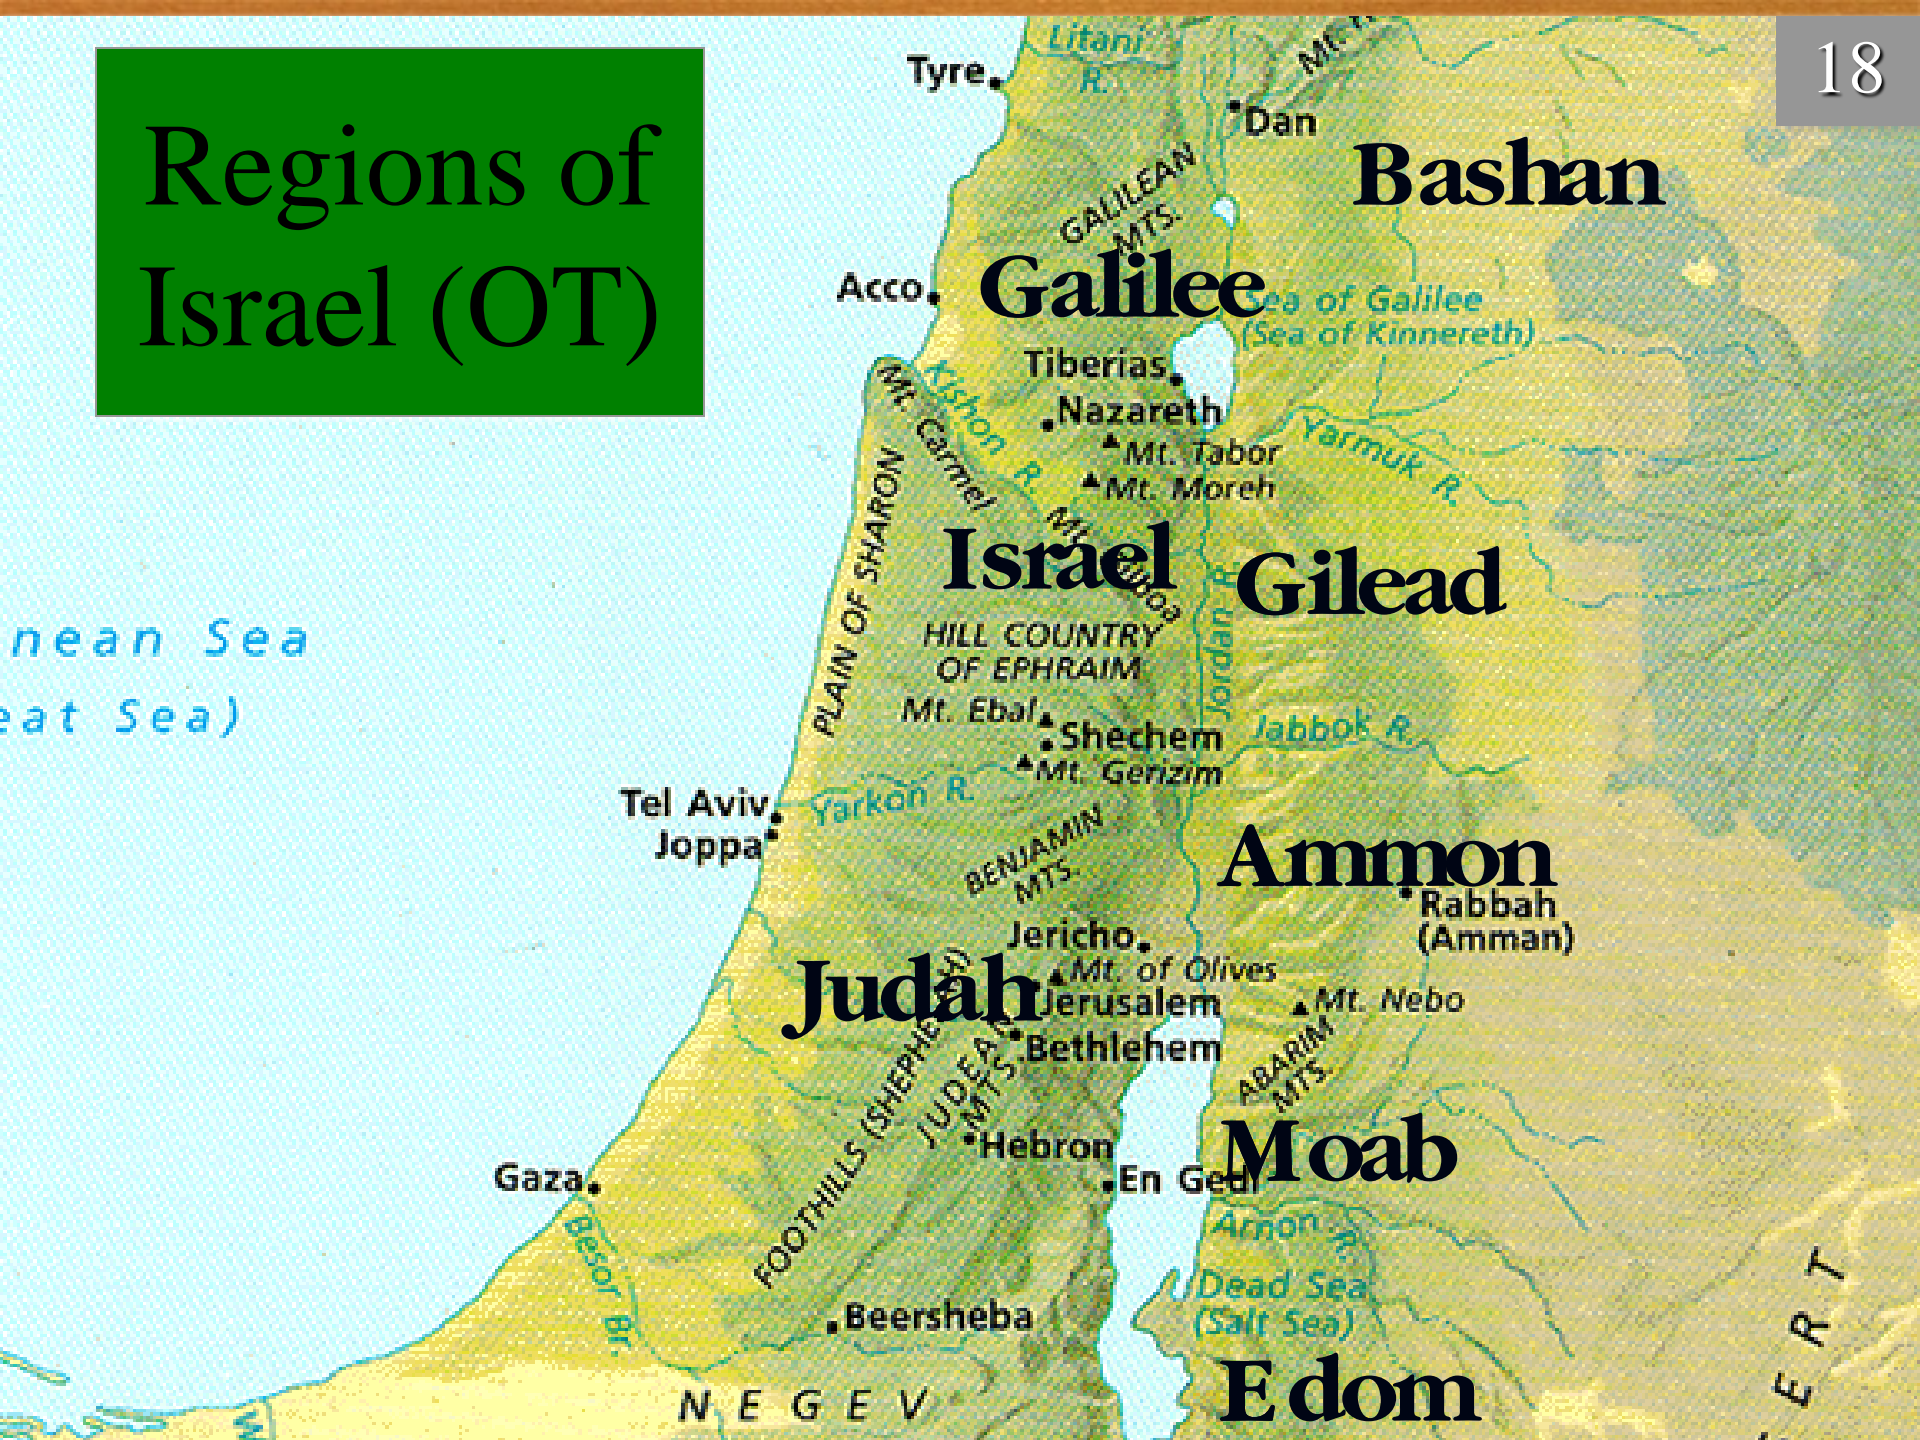 18
Regions of
Israel (OT)
Litani
R.
Tyre
Dan
Bashan
GALILEAN
MTS.
Galilee
Acco
Sea of Galilee
(Sea of Kinnereth)
Tiberias
Nazareth
Kishon R.
Mt. Carmel
Mt. Tabor
Mt. Moreh
Yarmuk R.
PLAIN OF SHARON
Israel
Gilead
Jordan R.
HILL COUNTRY
OF EPHRAIM
nean Sea
eat Sea)
Mt. Ebal
Shechem
Mt. Gerizim
Jabbok R.
Yarkon R.
Tel Aviv
Joppa
BENJAMIN
MTS.
Ammon
Rabbah
(Amman)
Jericho
Mt. of Olives
Judah
Jerusalem
Mt. Nebo
Bethlehem
ABARIM
MTS.
JUDEAN
MTS.
FOOTHILLS (SHEPHELAH)
Hebron
Moab
Gaza
En Gedi
Besor Br.
Arnon R.
Dead Sea
(Salt Sea)
Beersheba
Edom
NEGEV
ERT